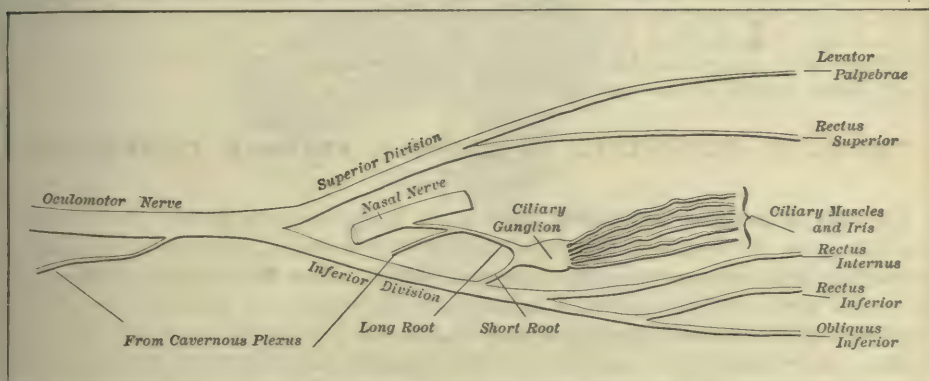 Levator
Palpebrae
Rectus
Superior
Superior Division
Oculomotor Nerve
Nasal Nerve
Ciliary
Gunglion
Ciliary Muscles
and Iris
Rectus
Internus
Inferior Division
Rectus
Inferior
From Cavernous Plexus
Long Root
Short Root
Obliquus
Inferior